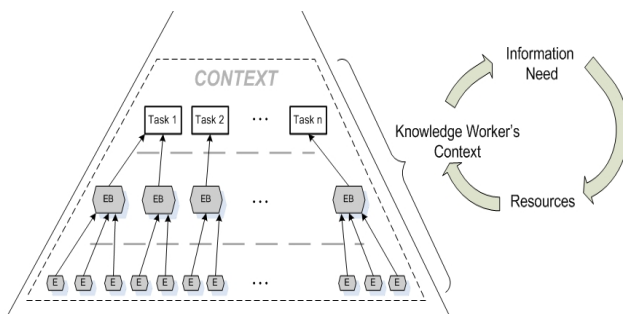 CONTEXT
Task 1 Task 2 ... Task n
EB EB EB ... EB
E E E E E E E ... E E E
Information
Need
Knowledge Worker's
Context
Resources